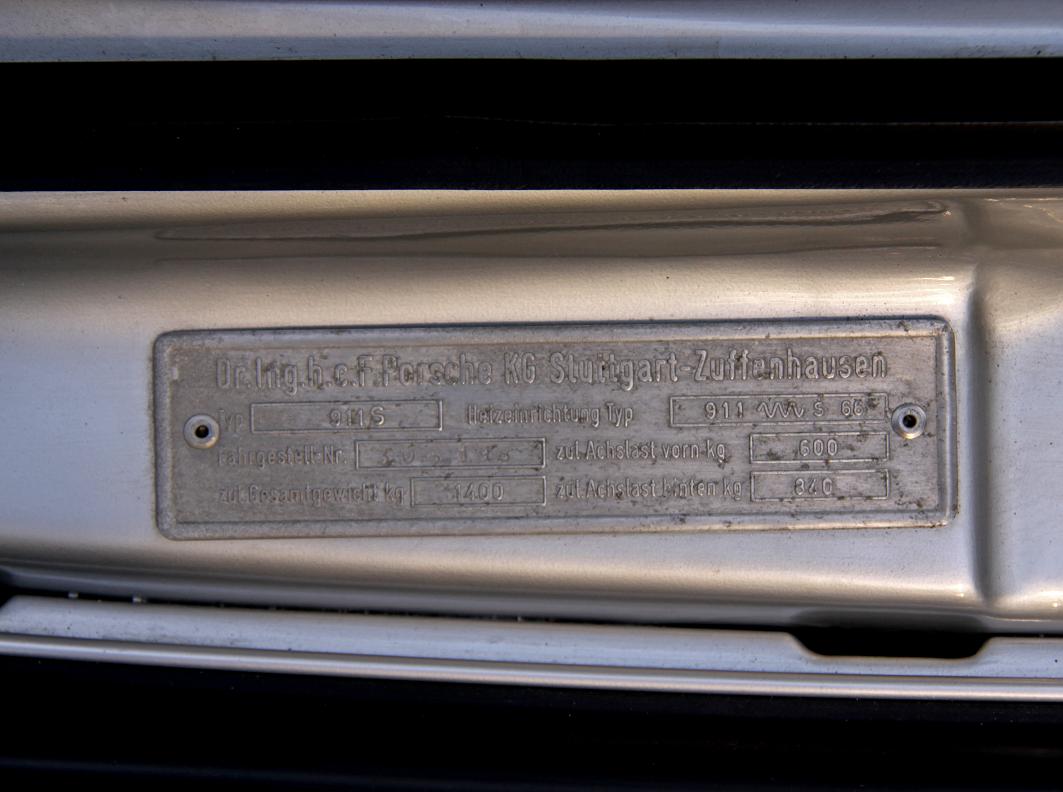 Dr. Ing.h.c.F.Porsche KG Stuttgart-Zuffenhausen
Typ 911S Heizeinrichtung Typ 911 S 66
Fahrgestell-Nr. zul.Achslast vorn kg 600
zul.Gesamtgewicht kg 1400 zul.Achslast hinten kg 840